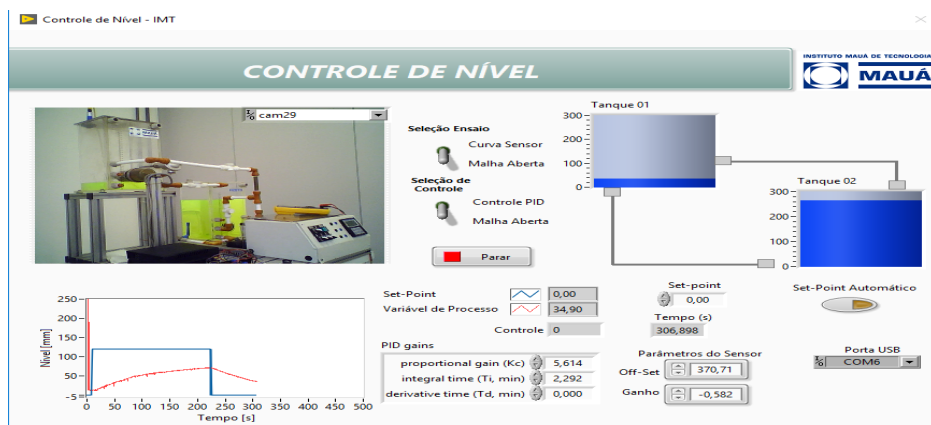 Controle de Nível - IMT
CONTROLE DE NÍVEL
INSTITUTO MAUÁ DE TECNOLOGIA
MAUÁ
cam29
Seleção Ensaio
Curva Sensor
Malha Aberta
Seleção de
Controle
Controle PID
Malha Aberta
Parar
Tanque 01
300
200
100
0
Tanque 02
300
200
100
0
250
200
150
100
50
-5
Nível [mm]
0 50 100 150 200 250 300 350 400 450 500
Tempo [s]
Set-Point 0,00
Variável de Processo 34,90
Controle 0
PID gains
proportional gain (Kc) 5,614
integral time (Ti, min) 2,292
derivative time (Td, min) 0,000
Set-point
0,00
Tempo (s)
306,898
Parâmetros do Sensor
Off-Set 370,71
Ganho -0,582
Set-Point Automático
Porta USB
COM6